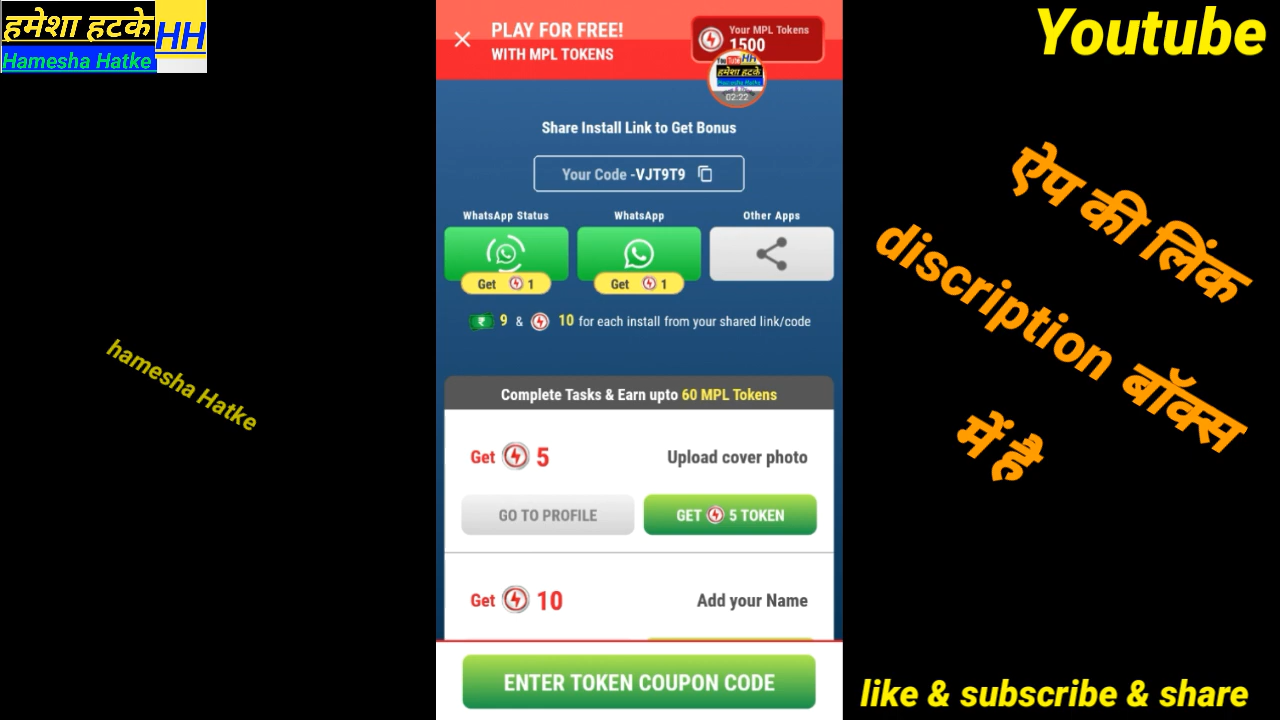 हमेशा हटके
HH
Hamesha Hatke
Youtube
PLAY FOR FREE!
WITH MPL TOKENS
Your MPL Tokens
1500
हमेशा हटके
02:22
Share Install Link to Get Bonus
Your Code -VJT9T9
WhatsApp Status
WhatsApp
Other Apps
Get 1
Get 1
₹ 9 & 10 for each install from your shared link/code
Complete Tasks & Earn upto 60 MPL Tokens
Get 5
Upload cover photo
GO TO PROFILE
GET 5 TOKEN
Get 10
Add your Name
ENTER TOKEN COUPON CODE
hamesha Hatke
ऐप की लिंक
discription बॉक्स
में है
like & subscribe & share